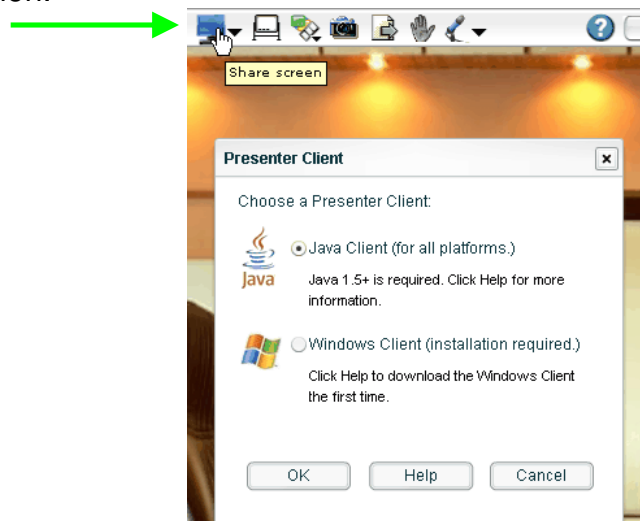 Share screen
Presenter Client
Choose a Presenter Client:
Java Client (for all platforms.)
Java
Java 1.5+ is required. Click Help for more
information.
Windows Client (installation required.)
Click Help to download the Windows Client
the first time.
OK Help Cancel